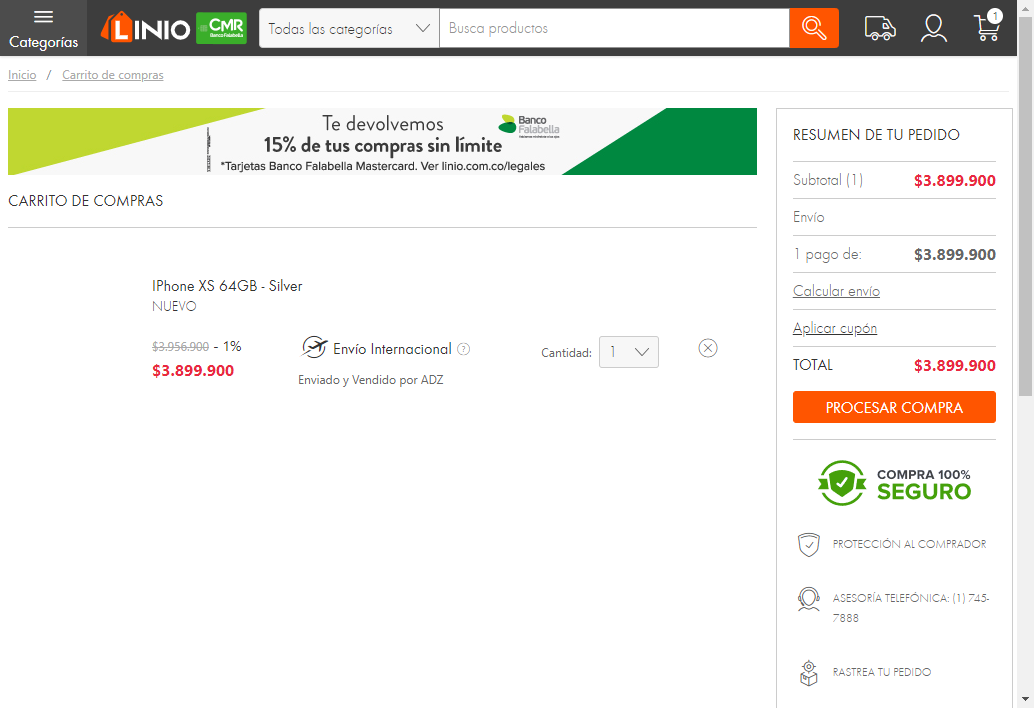 Categorías
LINIO
CMR
Banco Falabella
Todas las categorías
Busca productos
1
Inicio / Carrito de compras
Te devolvemos
15% de tus compras sin límite
*Tarjetas Banco Falabella Mastercard. Ver linio.com.co/legales
Banco
Falabella
CARRITO DE COMPRAS
IPhone XS 64GB - Silver
NUEVO
$3.956.900 - 1%
$3.899.900
Envío Internacional ?
Enviado y Vendido por ADZ
Cantidad: 1
RESUMEN DE TU PEDIDO
Subtotal (1) $3.899.900
Envío
1 pago de: $3.899.900
Calcular envío
Aplicar cupón
TOTAL $3.899.900
PROCESAR COMPRA
COMPRA 100%
SEGURO
PROTECCIÓN AL COMPRADOR
ASESORÍA TELEFÓNICA: (1) 745-
7888
RASTREA TU PEDIDO